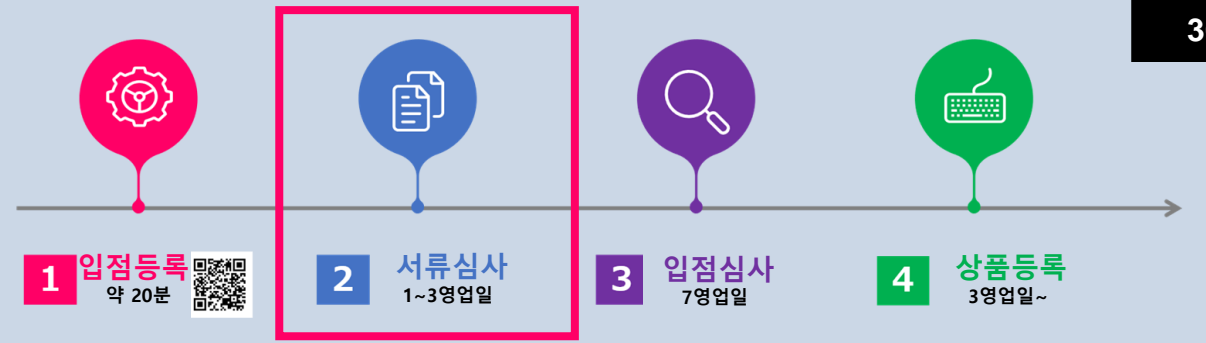 3
1 입점등록
약 20분
2 서류심사
1~3영업일
3 입점심사
7영업일
4 상품등록
3영업일~